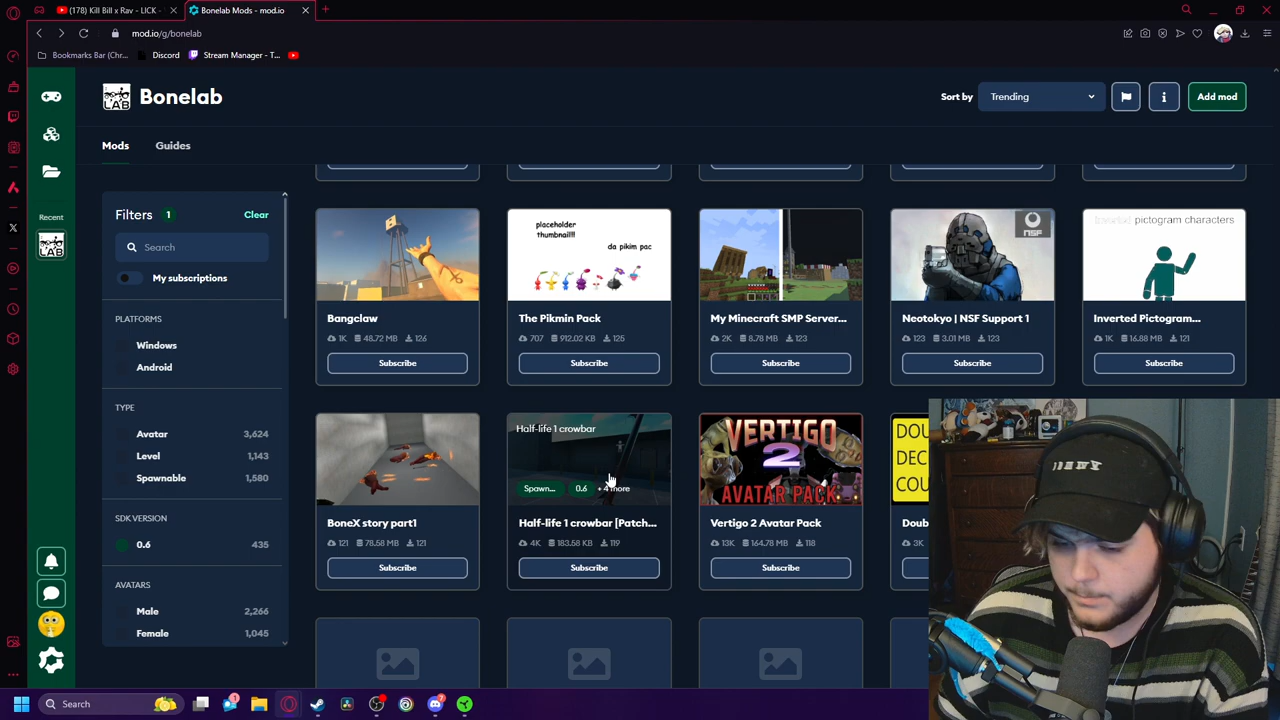 (178) Kill Bill x Rav - LICK -
Bonelab Mods - mod.io
mod.io/g/bonelab
Bookmarks Bar (Chr...
Discord
Stream Manager - T...
LAB
Bonelab
Sort by
Trending
Add mod
Mods
Guides
Recent
LAB
Filters 1
Clear
Search
My subscriptions
PLATFORMS
Windows
Android
TYPE
Avatar 3,624
Level 1,143
Spawnable 1,580
SDK VERSION
0.6 435
AVATARS
Male 2,266
Female 1,045
placeholder
thumbnail!!!
da pikim pac
NSF
Inverted pictogram characters
Bangclaw
The Pikmin Pack
My Minecraft SMP Server...
Neotokyo | NSF Support 1
Inverted Pictogram...
1K 48.72 MB 126
707 912.02 KB 125
2K 8.78 MB 123
123 3.01 MB 123
1K 16.88 MB 121
Subscribe
Subscribe
Subscribe
Subscribe
Subscribe
Half-life 1 crowbar
Spawn... 0.6 + 4 more
VERTIGO
2
AVATAR PACK
DOU
DEC
COU
BoneX story part1
Half-life 1 crowbar [Patch...
Vertigo 2 Avatar Pack
Doub
121 78.58 MB 121
4K 183.58 KB 119
13K 164.78 MB 118
3K
Subscribe
Subscribe
Subscribe
Search